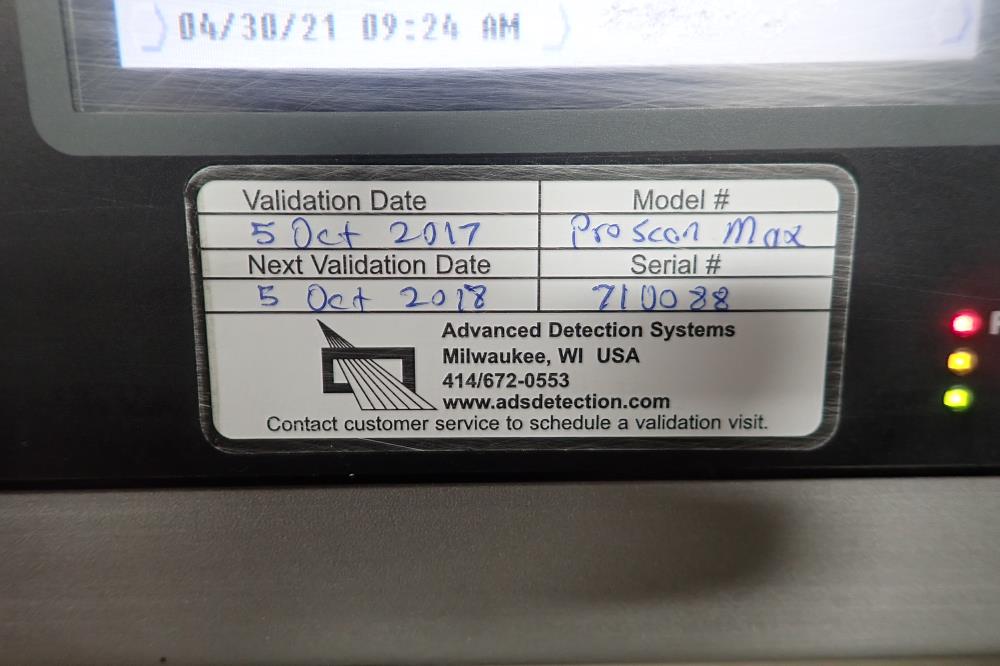 04/30/21 09:24 AM
Validation Date Model #
5 Oct 2017 Proscan Max
Next Validation Date Serial #
5 Oct 2018 710088
Advanced Detection Systems
Milwaukee, WI USA
414/672-0553
www.adsdetection.com
Contact customer service to schedule a validation visit.